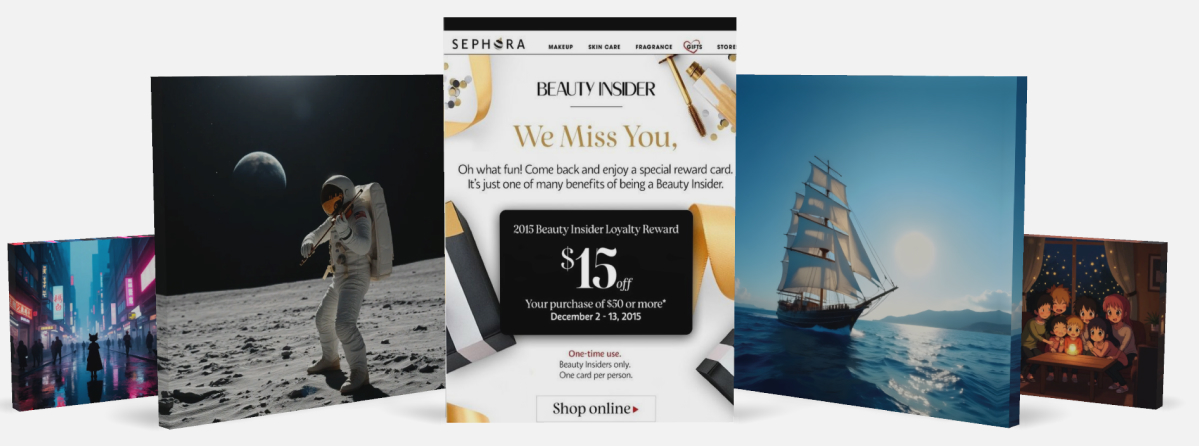 SEPHORA
MAKEUP SKIN CARE FRAGRANCE GIFTS STORE
BEAUTY INSIDER
We Miss You,
Oh what fun! Come back and enjoy a special reward card.
It's just one of many benefits of being a Beauty Insider.
2015 Beauty Insider Loyalty Reward
$15 off
Your purchase of $50 or more*
December 2 - 13, 2015
One-time use.
Beauty Insiders only.
One card per person.
Shop online